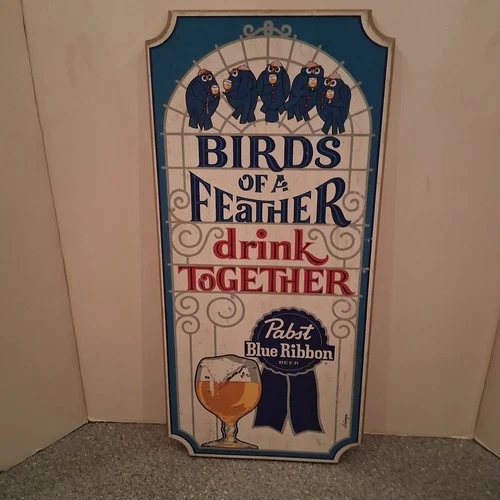 BIRDS
OF A
FEaTHER
drink
ToGETHER
Pabst
Blue Ribbon
BEER